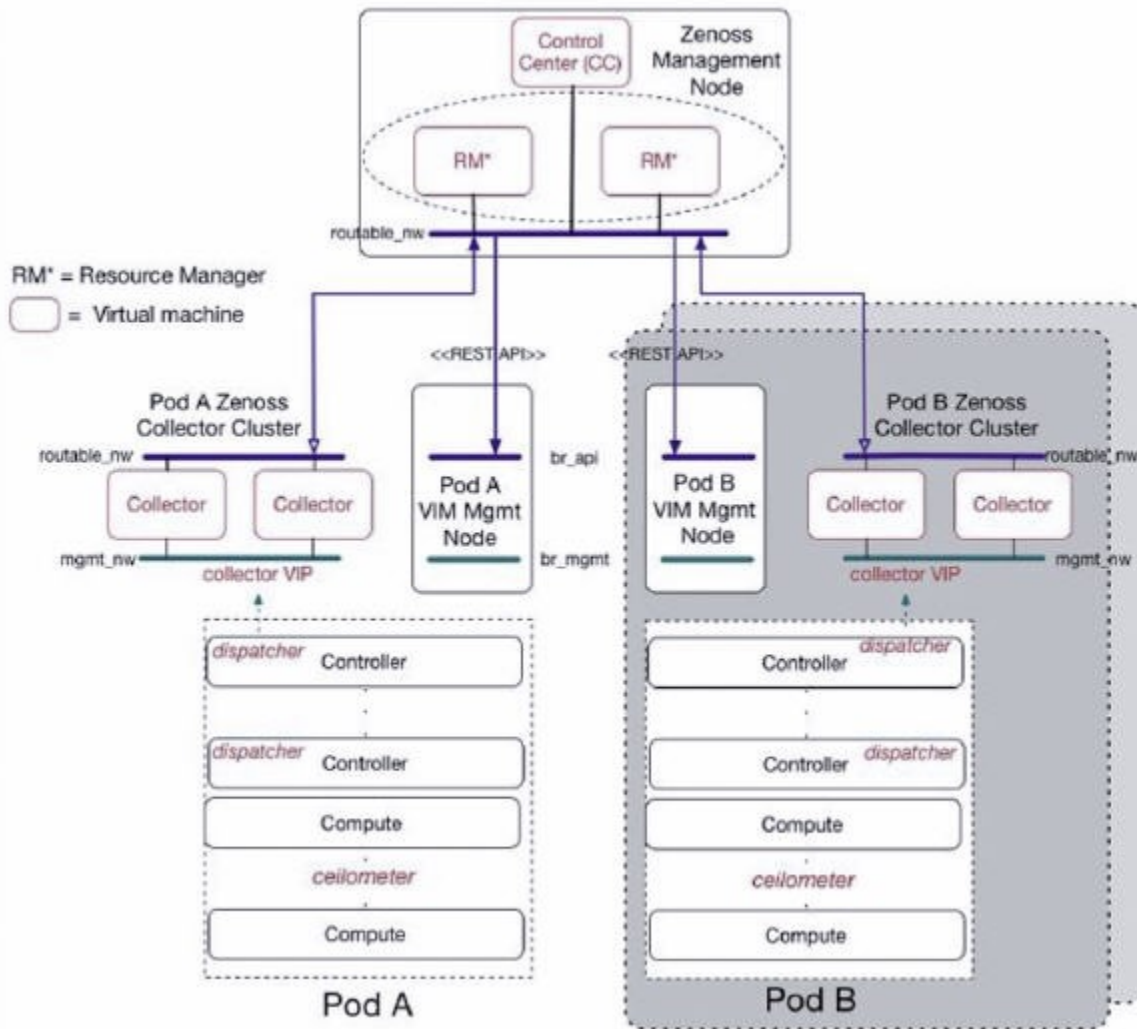 Control
Center (CC)
Zenoss
Management
Node
RM*
RM*
routable_nw
RM* = Resource Manager
= Virtual machine
<<REST API>>
<<REST API>>
Pod A Zenoss
Collector Cluster
Pod B Zenoss
Collector Cluster
routable_nw
br_api
routable_nw
Collector
Collector
Pod A
VIM Mgmt
Node
Pod B
VIM Mgmt
Node
Collector
Collector
mgmt_nw
br_mgmt
mgmt_nw
collector VIP
collector VIP
dispatcher
Controller
Controller
dispatcher
dispatcher
Controller
Controller
dispatcher
Compute
Compute
ceilometer
ceilometer
Compute
Compute
Pod A
Pod B